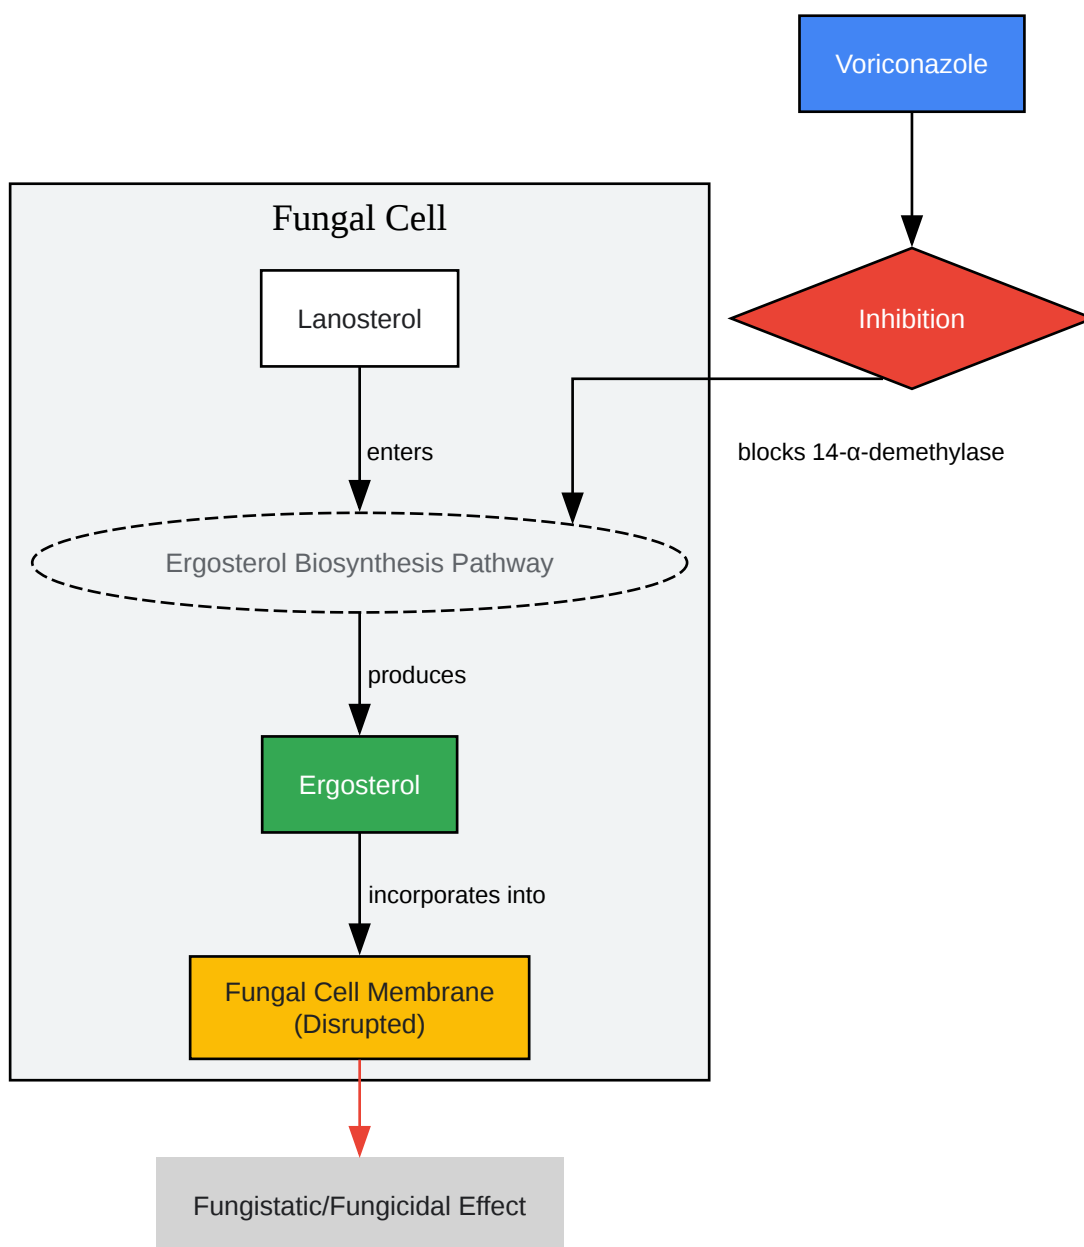 Voriconazole
Fungal Cell
Lanosterol
Inhibition
enters
blocks 14-α-demethylase
Ergosterol Biosynthesis Pathway
produces
Ergosterol
incorporates into
Fungal Cell Membrane
(Disrupted)
Fungistatic/Fungicidal Effect